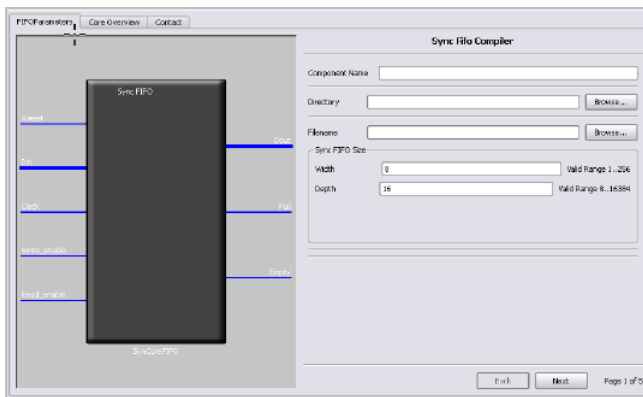 FIFOParameters Core Overview Contact
Sync Fifo Compiler
Sync FIFO
Component Name
Directory Browse...
Filename Browse...
Sync FIFO Size
Width 8 Valid Range 1..256
Depth 16 Valid Range 8..16384
Areset
Din
Clock
Write_enable
Read_enable
Dout
Full
Empty
SynCoreFIFO
Back Next Page 1 of 5